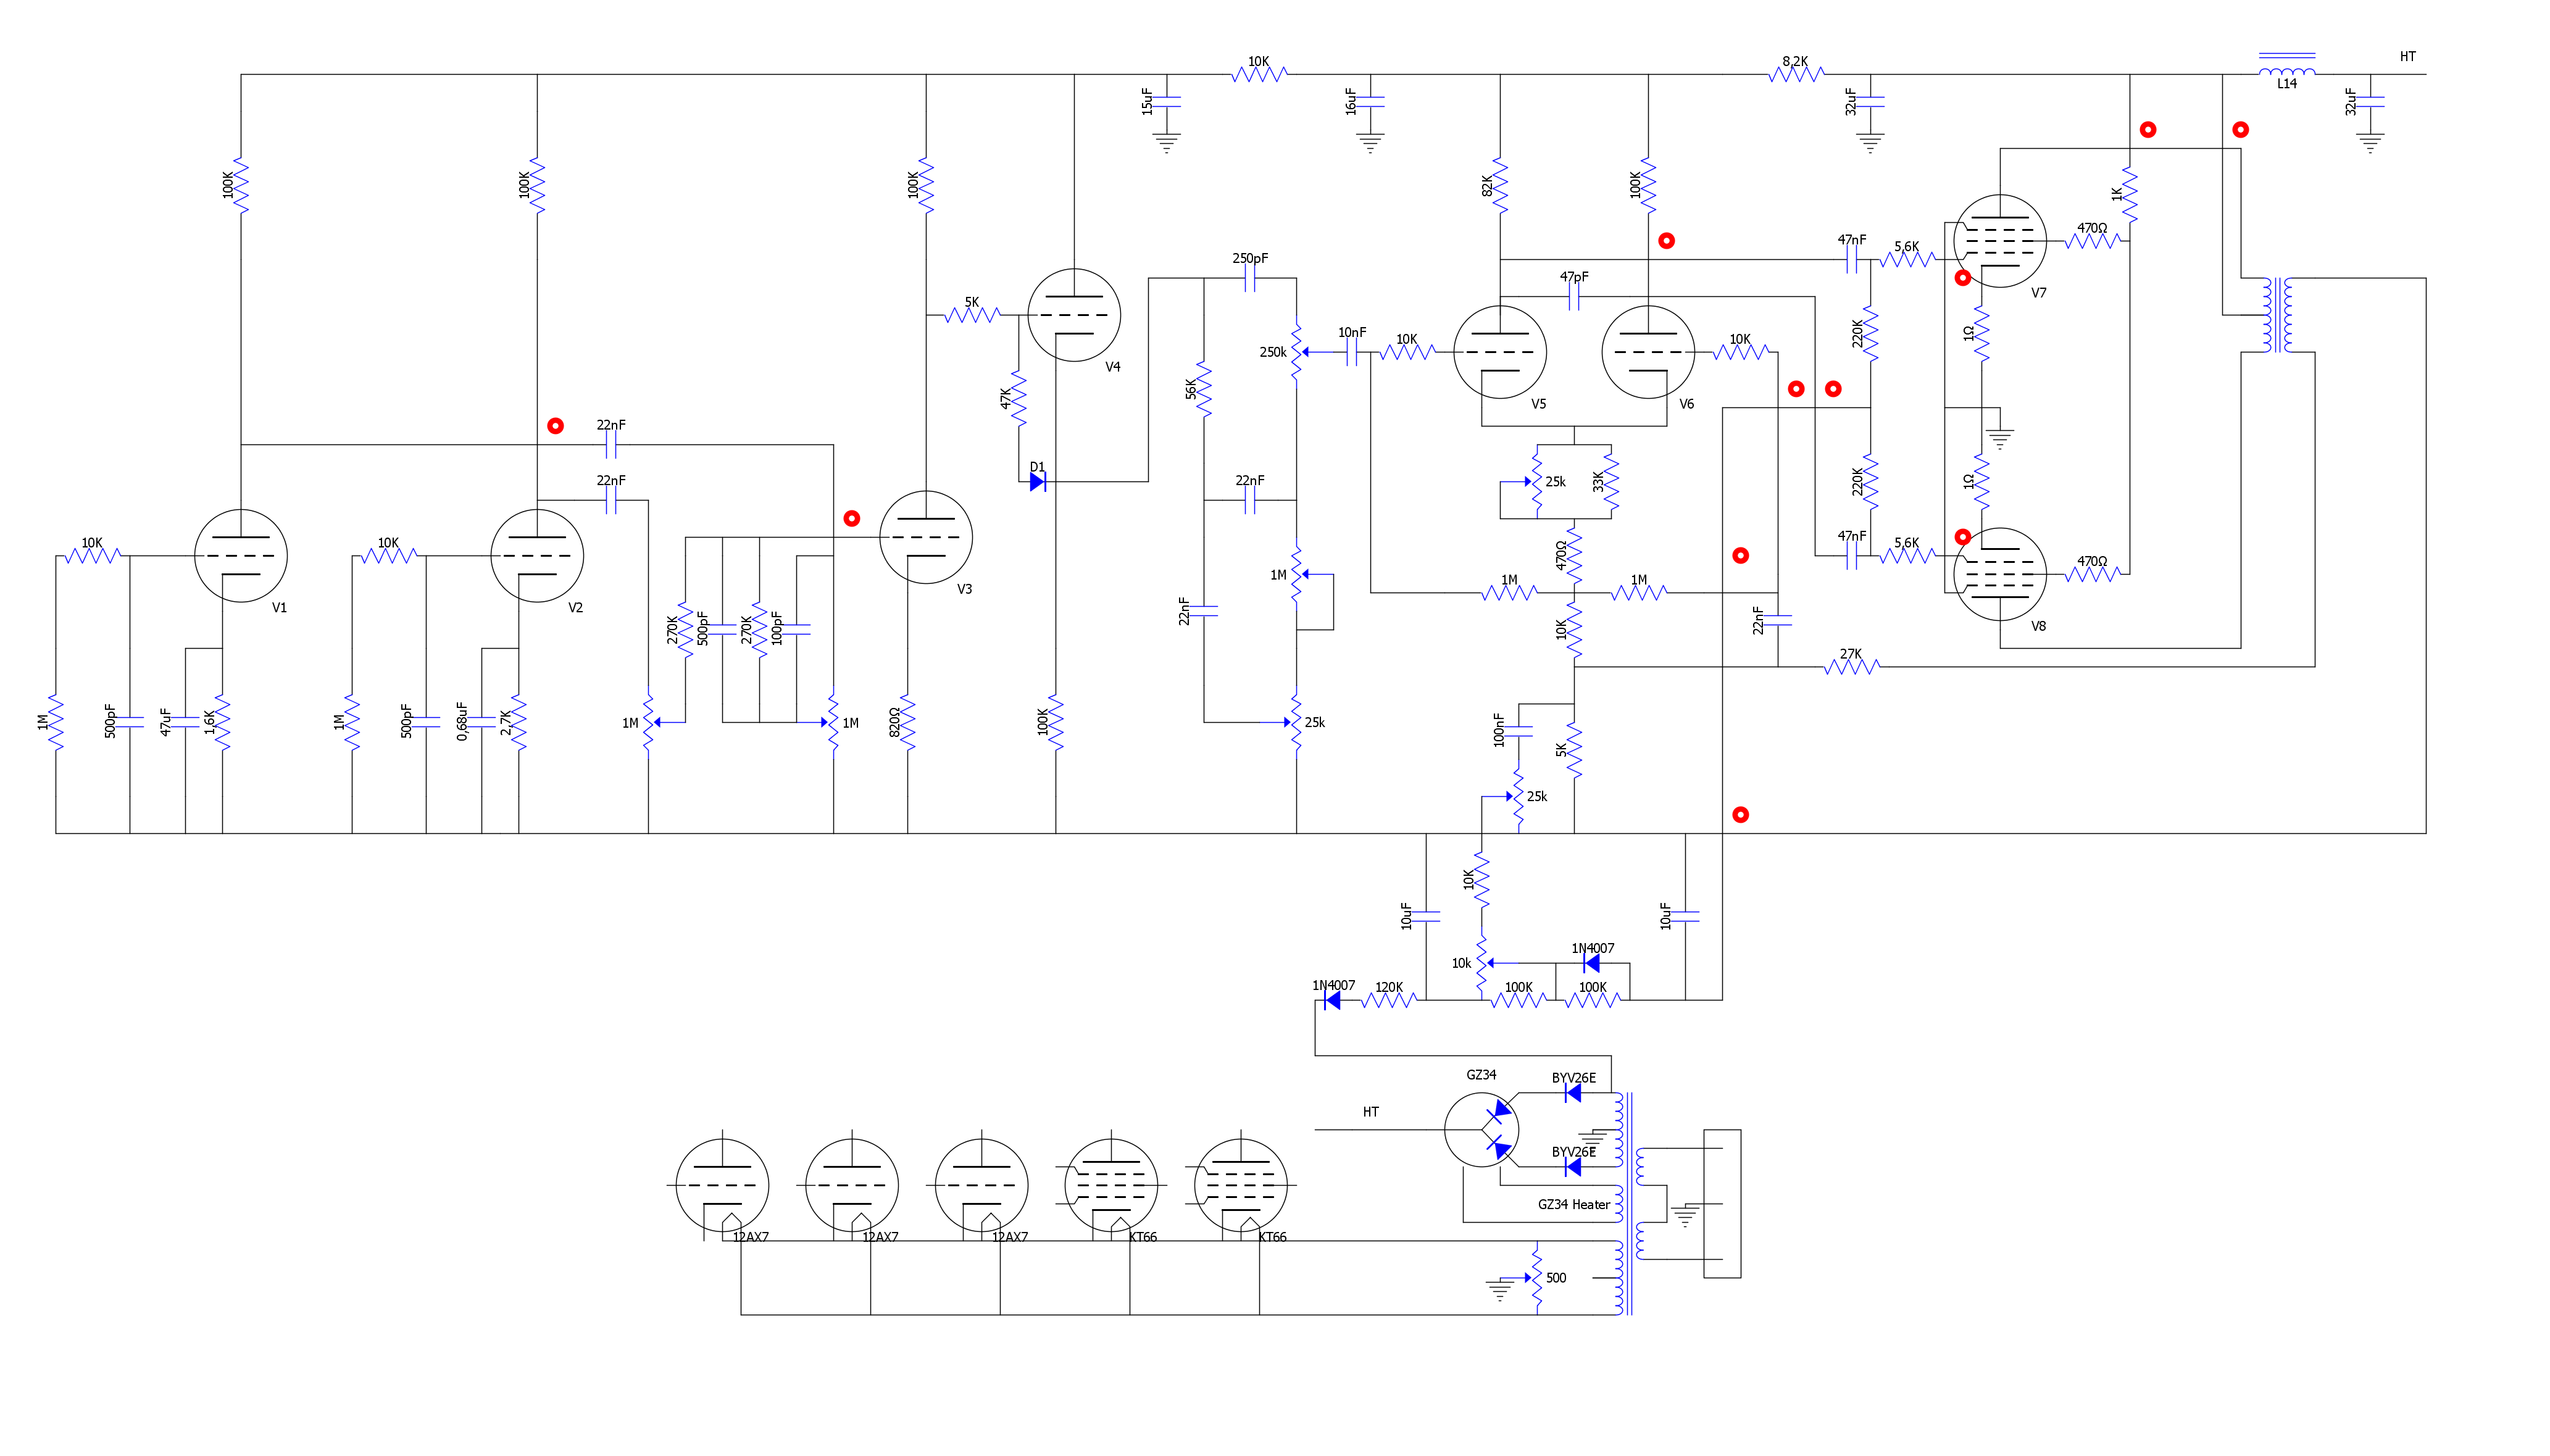 HT
10K
8,2K
L14
15uF
16uF
32uF
32uF
100K
100K
100K
82K
100K
1K
470Ω
47nF
5,6K
250pF
V7
47pF
5K
1Ω
220K
10nF
10K
10K
250k
V4
56K
47K
V5
V6
22nF
D1
22nF
22nF
25k
33K
220K
1Ω
10K
10K
47nF
5,6K
470Ω
470Ω
1M
1M
1M
V3
V1
V2
22nF
22nF
V8
270K
500pF
270K
100pF
10K
27K
1M
500pF
47uF
1,6K
1M
500pF
0,68uF
2,7K
1M
1M
820Ω
100K
25k
100nF
5K
25k
10K
10uF
10uF
1N4007
10k
1N4007
120K
100K
100K
GZ34
BYV26E
HT
BYV26E
GZ34 Heater
12AX7
12AX7
12AX7
KT66
KT66
500